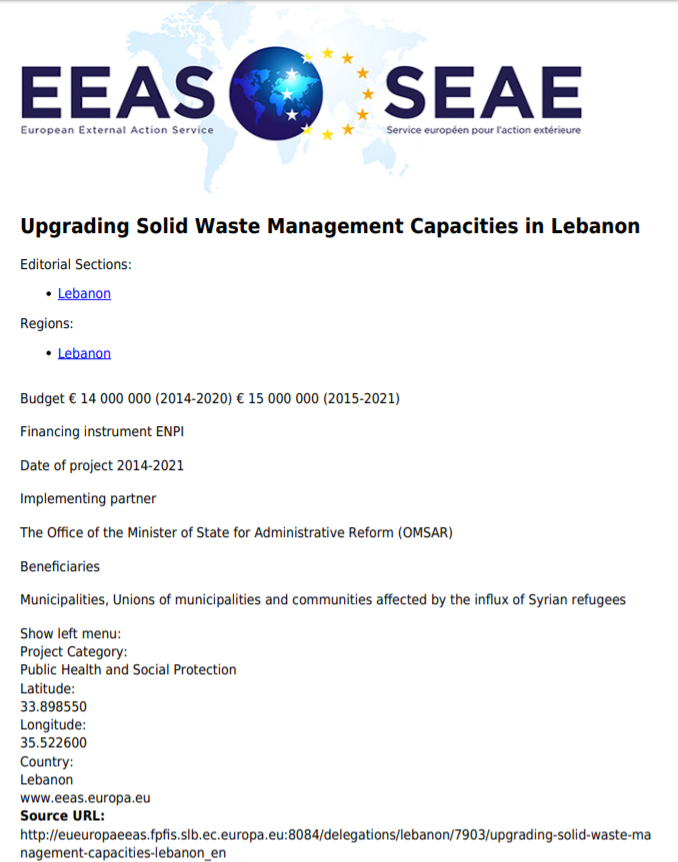 EEAS SEAE
European External Action Service Service européen pour l'action extérieure
Upgrading Solid Waste Management Capacities in Lebanon
Editorial Sections:
• Lebanon
Regions:
• Lebanon
Budget € 14 000 000 (2014-2020) € 15 000 000 (2015-2021)
Financing instrument ENPI
Date of project 2014-2021
Implementing partner
The Office of the Minister of State for Administrative Reform (OMSAR)
Beneficiaries
Municipalities, Unions of municipalities and communities affected by the influx of Syrian refugees
Show left menu:
Project Category:
Public Health and Social Protection
Latitude:
33.898550
Longitude:
35.522600
Country:
Lebanon
www.eeas.europa.eu
Source URL:
http://eueuropaeeas.fpfis.slb.ec.europa.eu:8084/delegations/lebanon/7903/upgrading-solid-waste-ma
nagement-capacities-lebanon_en